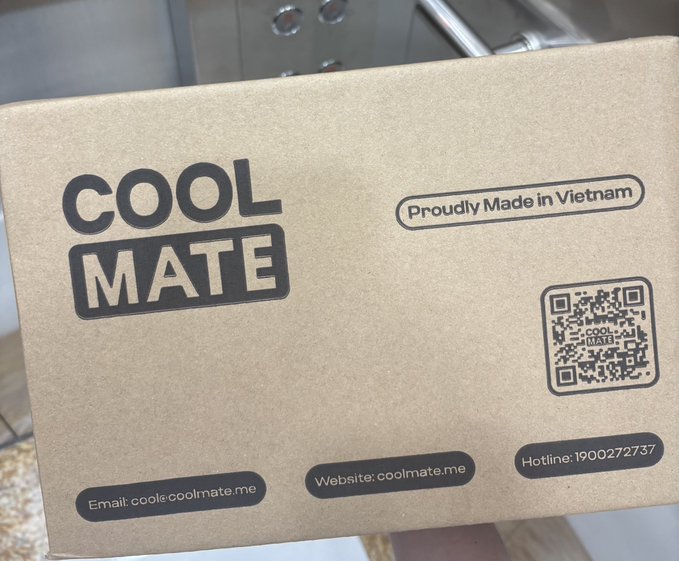 COOL
MATE
Proudly Made in Vietnam
COOL
MATE
Email: cool@coolmate.me
Website: coolmate.me
Hotline: 1900272737